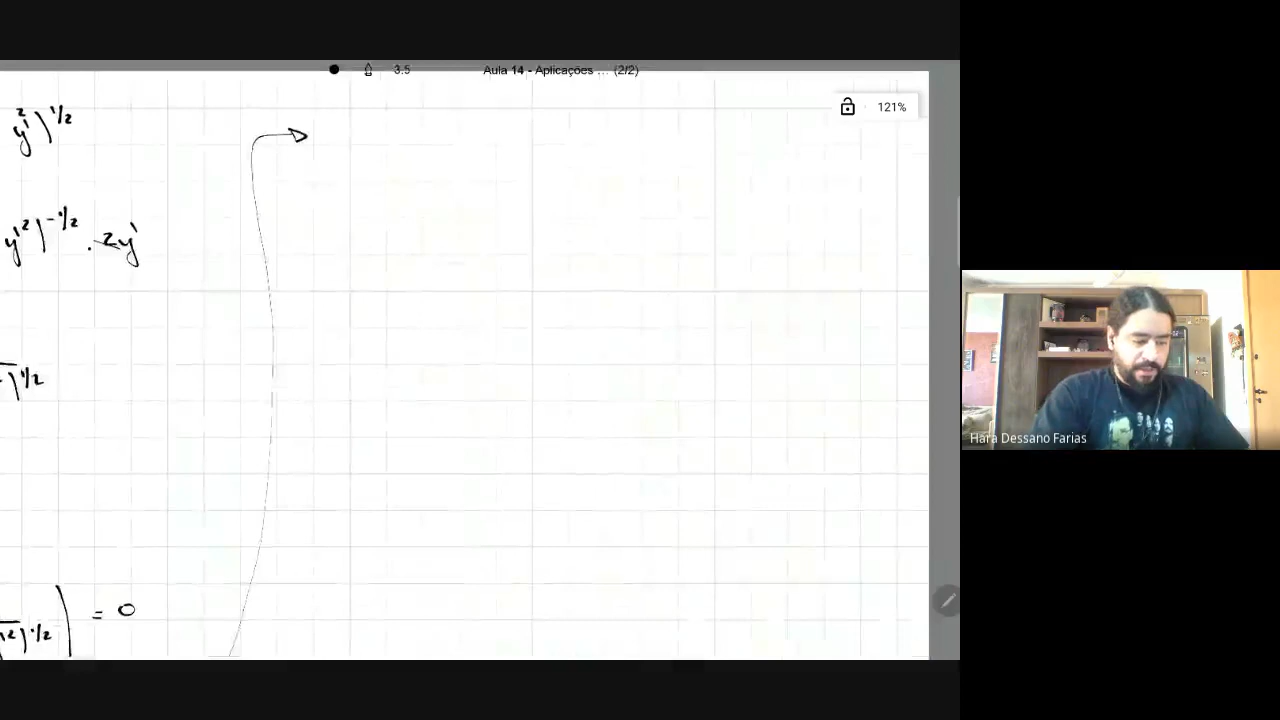 3.5 Aula 14 - Aplicações ... (2/2)
121%
y'²)^1/2
y'²)^-1/2 . 2y'
)^1/2
= 0
²)^1/2
Hara Dessano Farias